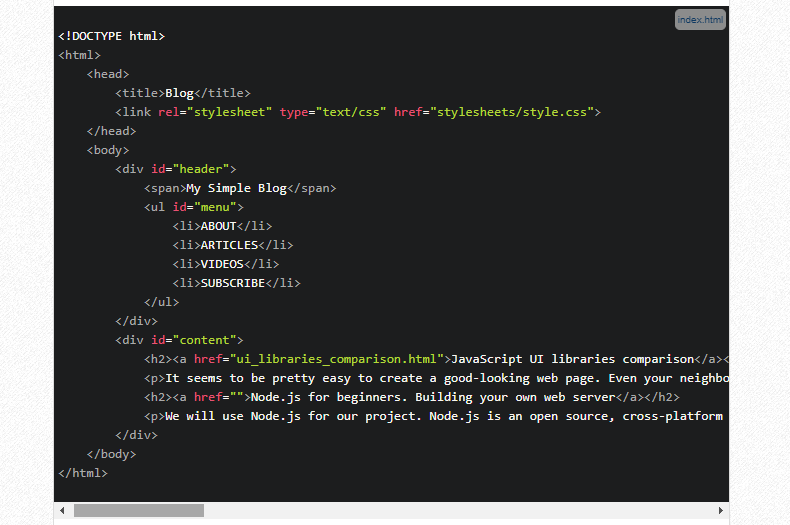 index.html
<!DOCTYPE html>
<html>
    <head>
        <title>Blog</title>
        <link rel="stylesheet" type="text/css" href="stylesheets/style.css">
    </head>
    <body>
        <div id="header">
            <span>My Simple Blog</span>
            <ul id="menu">
                <li>ABOUT</li>
                <li>ARTICLES</li>
                <li>VIDEOS</li>
                <li>SUBSCRIBE</li>
            </ul>
        </div>
        <div id="content">
            <h2><a href="ui_libraries_comparison.html">JavaScript UI libraries comparison</a><
            <p>It seems to be pretty easy to create a good-looking web page. Even your neighbo
            <h2><a href="">Node.js for beginners. Building your own web server</a></h2>
            <p>We will use Node.js for our project. Node.js is an open source, cross-platform
        </div>
    </body>
</html>